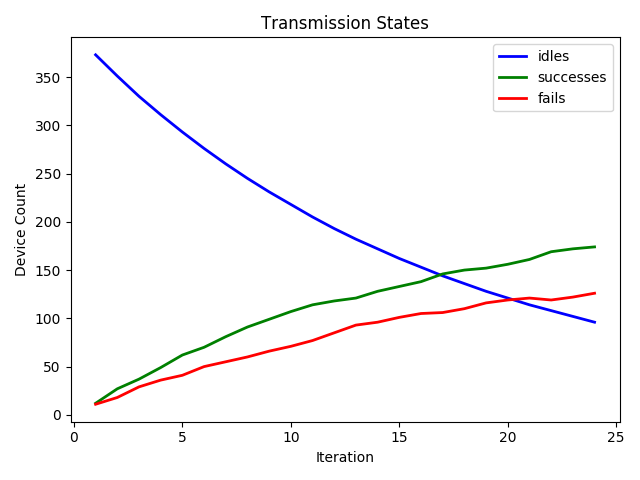 Transmission States
idles
successes
fails
Device Count
350
300
250
200
150
100
50
0
0 5 10 15 20 25
Iteration